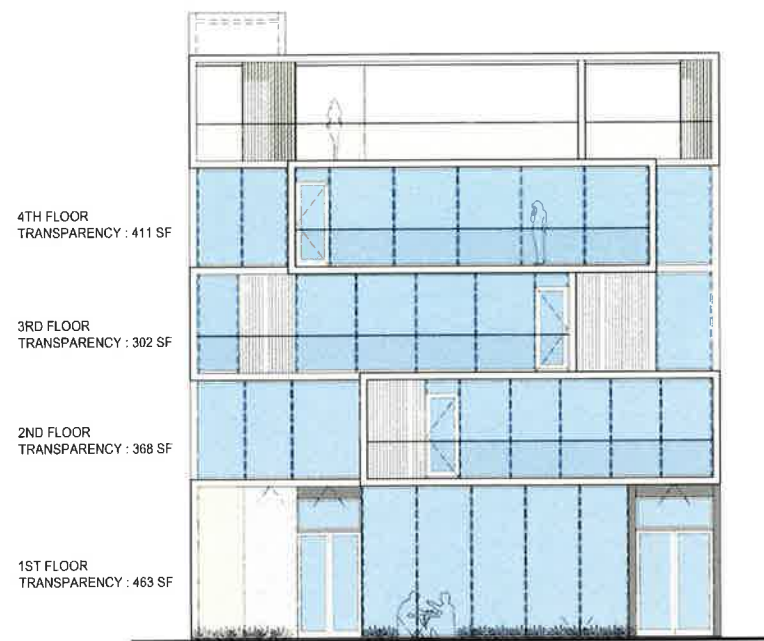 4TH FLOOR
TRANSPARENCY : 411 SF
3RD FLOOR
TRANSPARENCY : 302 SF
2ND FLOOR
TRANSPARENCY : 368 SF
1ST FLOOR
TRANSPARENCY : 463 SF